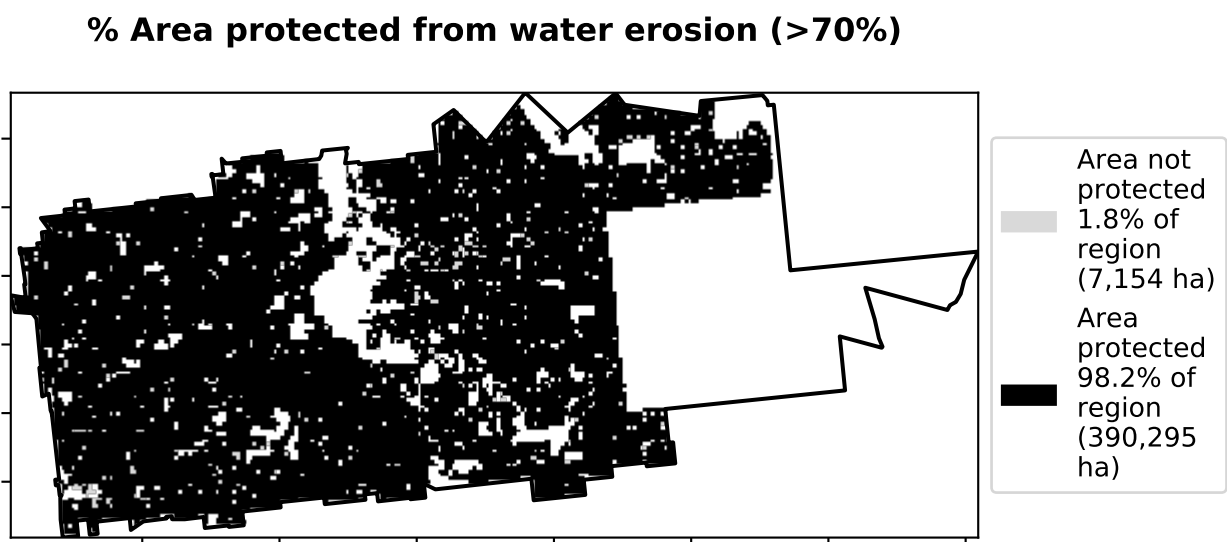 % Area protected from water erosion (>70%)
Area not
protected
1.8% of
region
(7,154 ha)
Area
protected
98.2% of
region
(390,295
ha)